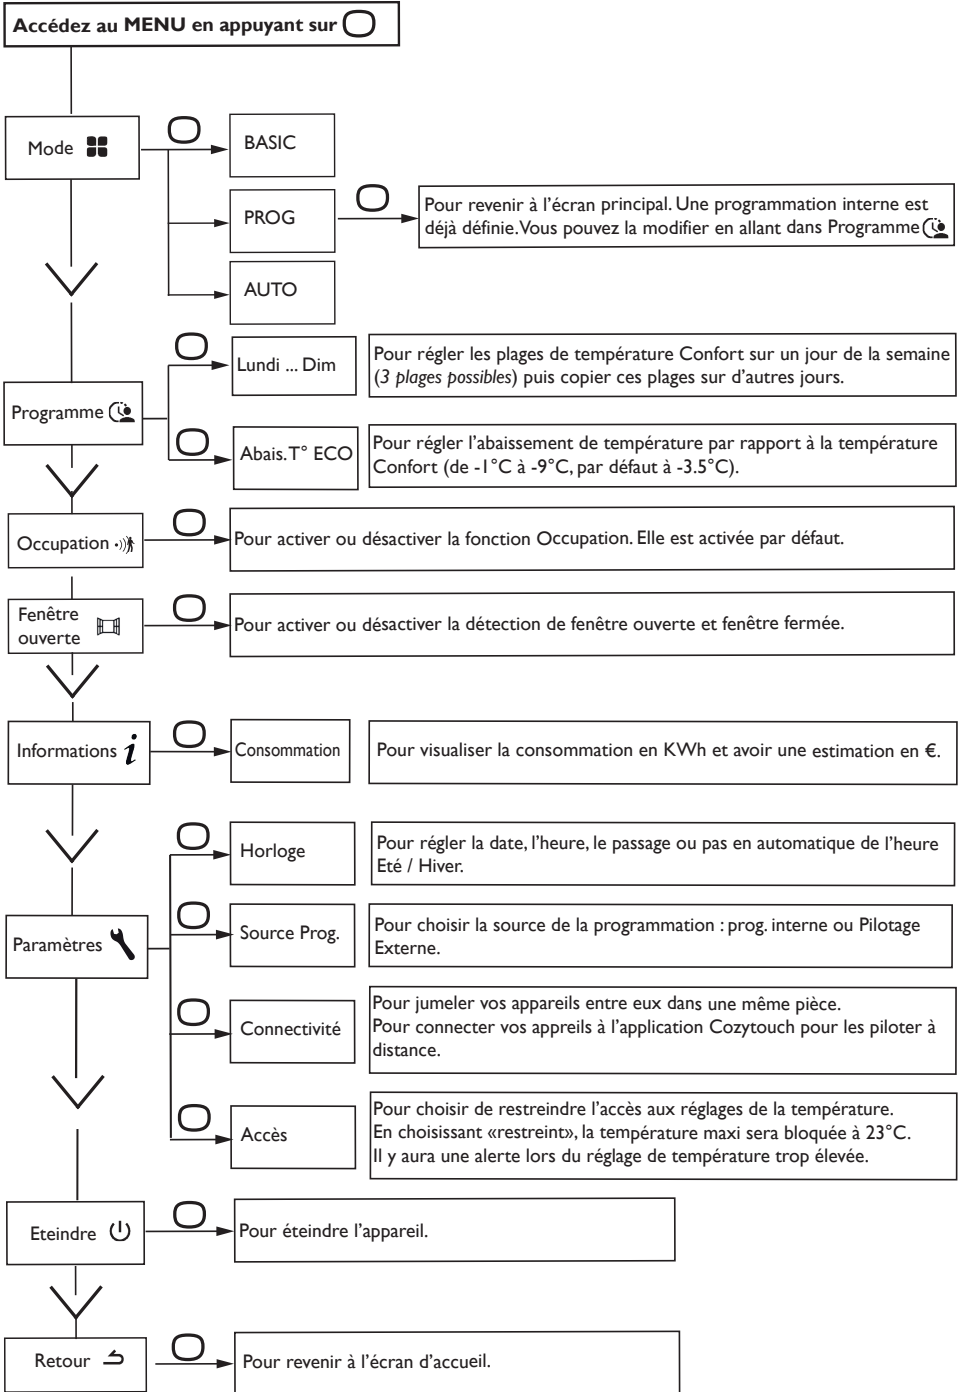 Accédez au MENU en appuyant sur
Mode
BASIC
PROG
Pour revenir à l'écran principal. Une programmation interne est
déjà définie. Vous pouvez la modifier en allant dans Programme
AUTO
Programme
Lundi ... Dim
Pour régler les plages de température Confort sur un jour de la semaine
(3 plages possibles) puis copier ces plages sur d'autres jours.
Abais. T° ECO
Pour régler l'abaissement de température par rapport à la température
Confort (de -1°C à -9°C, par défaut à -3.5°C).
Occupation
Pour activer ou désactiver la fonction Occupation. Elle est activée par défaut.
Fenêtre
ouverte
Pour activer ou désactiver la détection de fenêtre ouverte et fenêtre fermée.
Informations i
Consommation
Pour visualiser la consommation en KWh et avoir une estimation en €.
Paramètres
Horloge
Pour régler la date, l'heure, le passage ou pas en automatique de l'heure
Eté / Hiver.
Source Prog.
Pour choisir la source de la programmation : prog. interne ou Pilotage
Externe.
Connectivité
Pour jumeler vos appareils entre eux dans une même pièce.
Pour connecter vos appreils à l'application Cozytouch pour les piloter à
distance.
Accès
Pour choisir de restreindre l'accès aux réglages de la température.
En choisissant «restreint», la température maxi sera bloquée à 23°C.
Il y aura une alerte lors du réglage de température trop élevée.
Eteindre
Pour éteindre l'appareil.
Retour
Pour revenir à l'écran d'accueil.